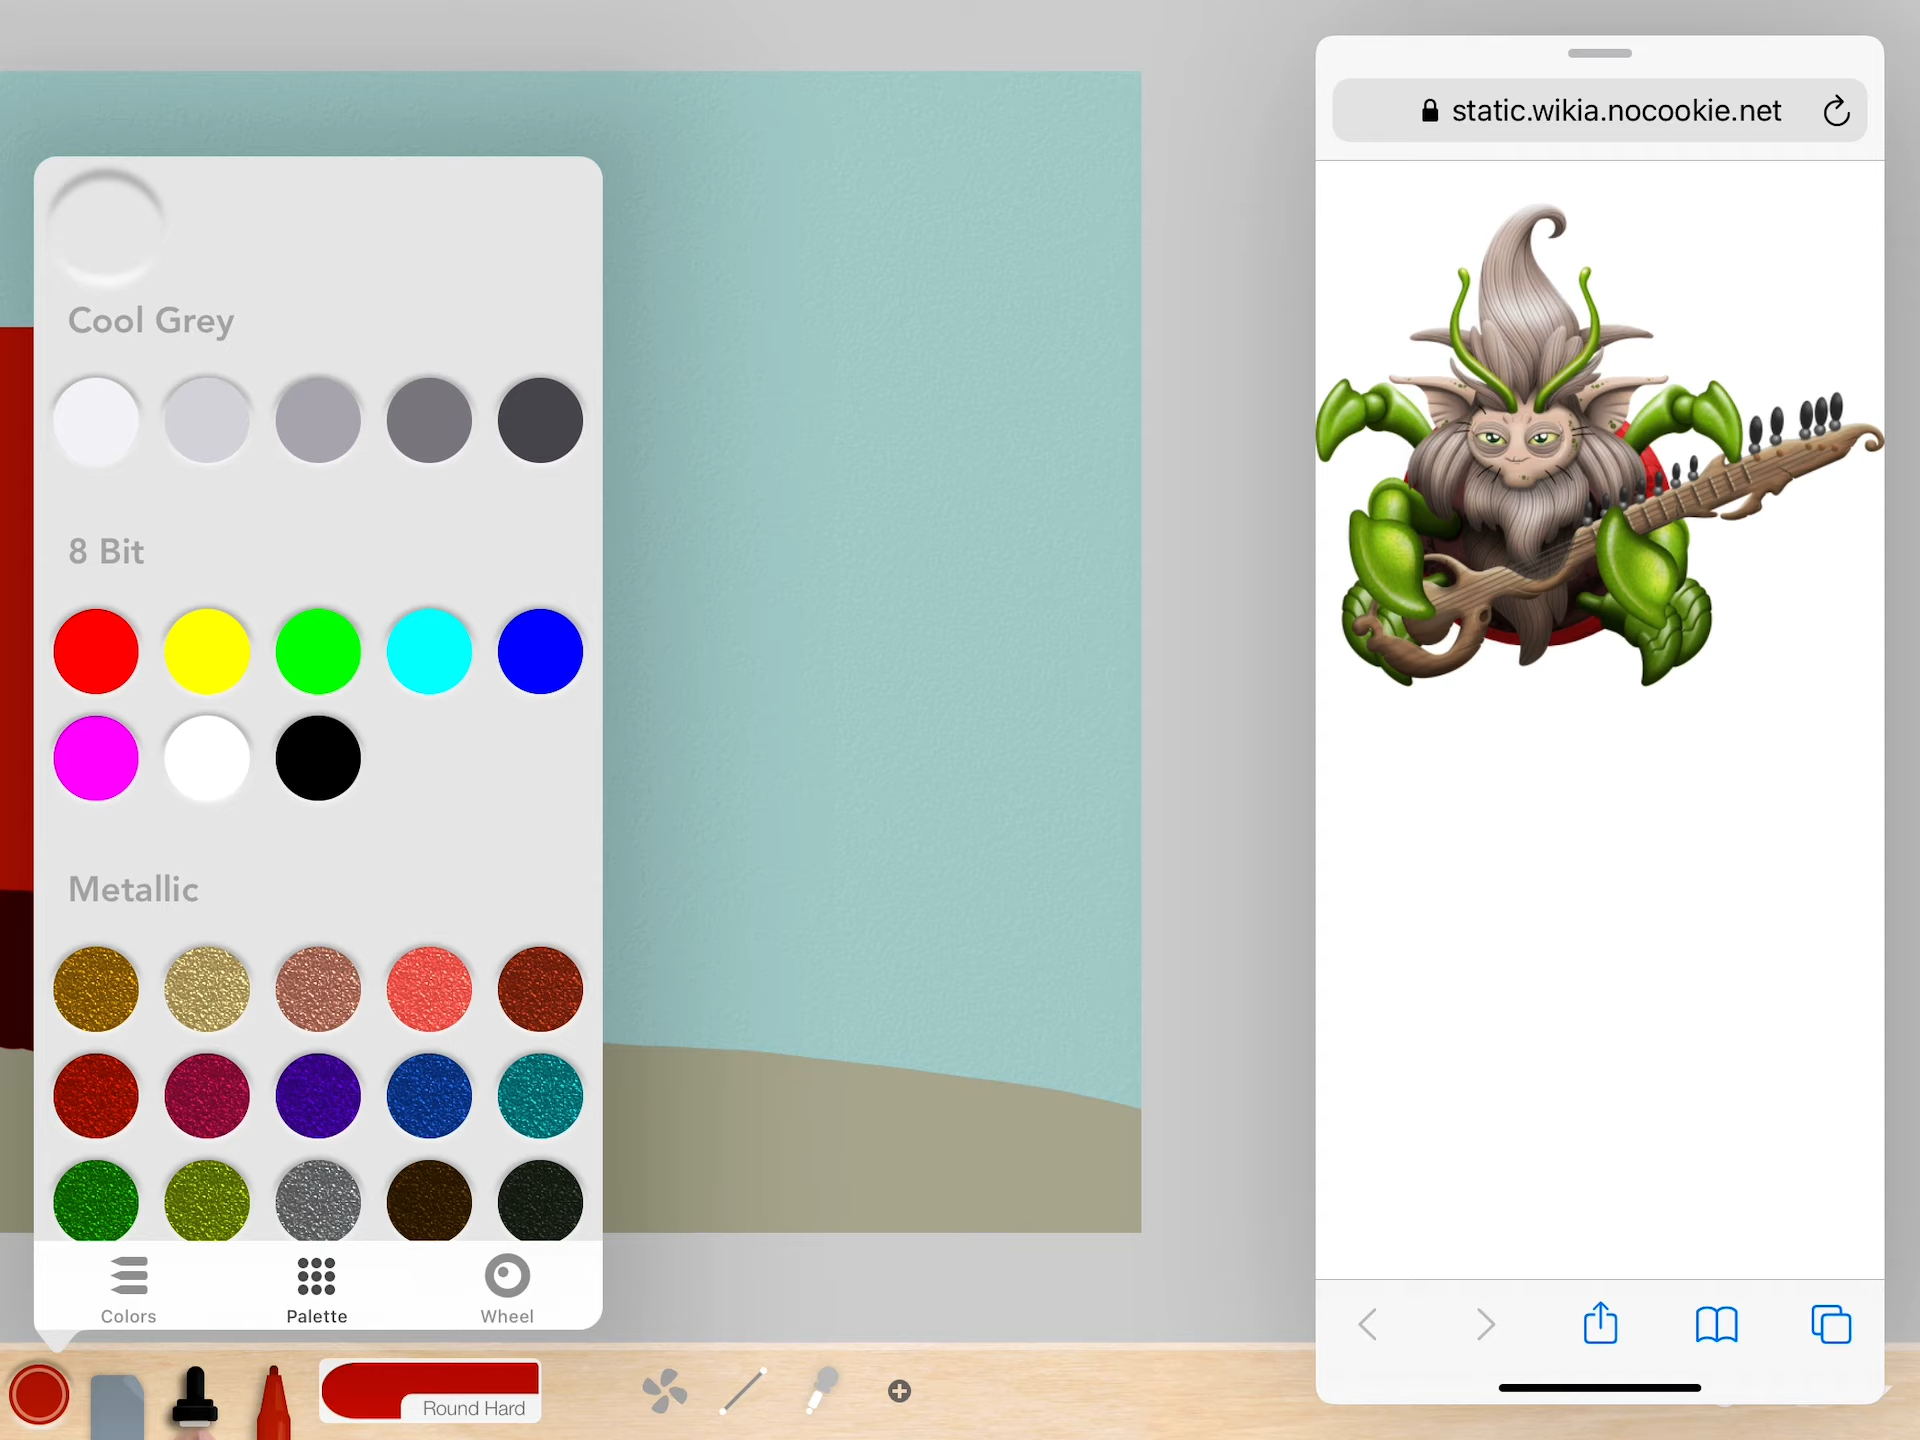 static.wikia.nocookie.net
Cool Grey
8 Bit
Metallic
Colors
Palette
Wheel
Round Hard